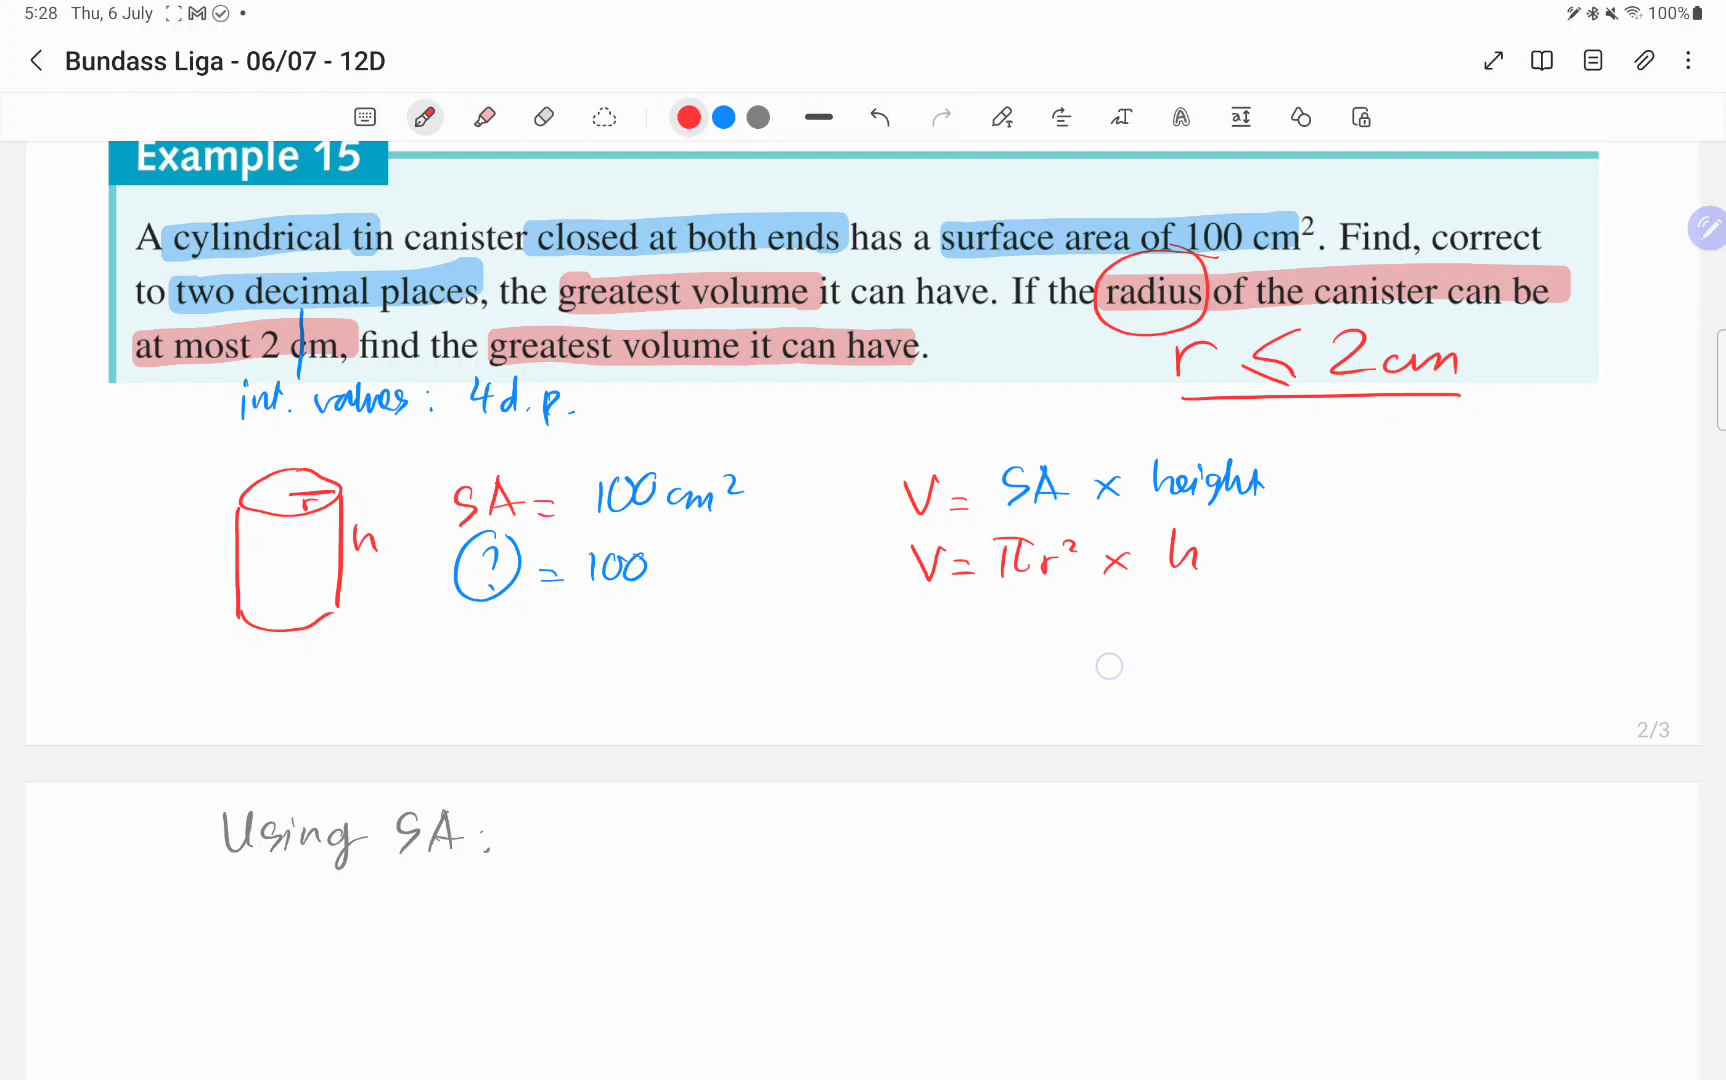 5:28 Thu, 6 July 100%
Bundass Liga - 06/07 - 12D
Example 15
A cylindrical tin canister closed at both ends has a surface area of 100 cm². Find, correct
to two decimal places, the greatest volume it can have. If the radius of the canister can be
at most 2 cm, find the greatest volume it can have.
r ≤ 2cm
int. values: 4d.p.
r
h
SA = 100cm²
? = 100
V = SA × height
V = πr² × h
2/3
Using SA: